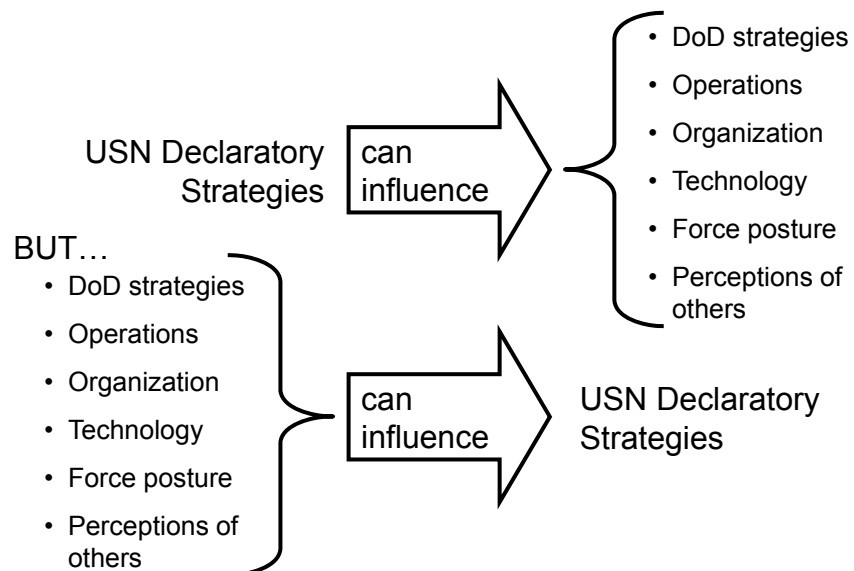 USN Declaratory
Strategies
can
influence
• DoD strategies
• Operations
• Organization
• Technology
• Force posture
• Perceptions of
others
BUT…
• DoD strategies
• Operations
• Organization
• Technology
• Force posture
• Perceptions of
others
can
influence
USN Declaratory
Strategies